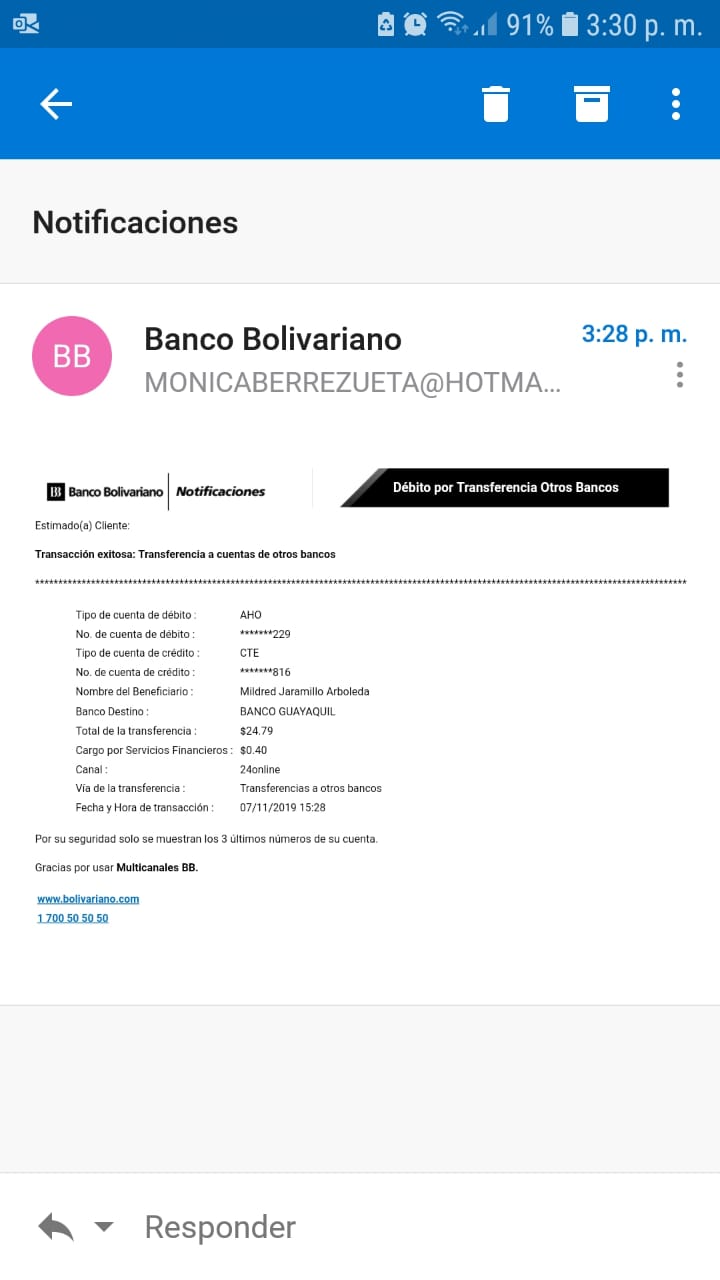 91% 3:30 p. m.
Notificaciones
BB
Banco Bolivariano
3:28 p. m.
MONICABERREZUETA@HOTMA...
BB Banco Bolivariano Notificaciones
Débito por Transferencia Otros Bancos
Estimado(a) Cliente:
Transacción exitosa: Transferencia a cuentas de otros bancos
Tipo de cuenta de débito : AHO
No. de cuenta de débito : *******229
Tipo de cuenta de crédito : CTE
No. de cuenta de crédito : *******816
Nombre del Beneficiario : Mildred Jaramillo Arboleda
Banco Destino : BANCO GUAYAQUIL
Total de la transferencia : $24.79
Cargo por Servicios Financieros : $0.40
Canal : 24online
Vía de la transferencia : Transferencias a otros bancos
Fecha y Hora de transacción : 07/11/2019 15:28
Por su seguridad solo se muestran los 3 últimos números de su cuenta.
Gracias por usar Multicanales BB.
www.bolivariano.com
1 700 50 50 50
Responder